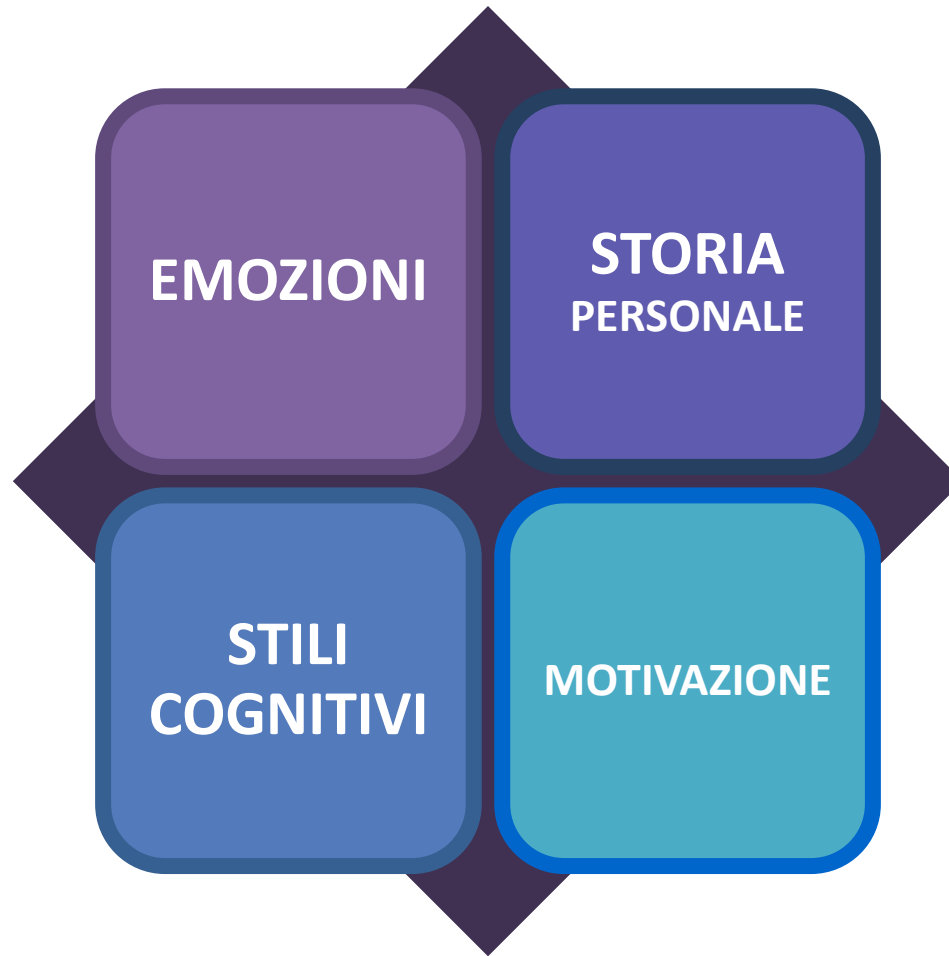 EMOZIONI
STORIA
PERSONALE
STILI
COGNITIVI
MOTIVAZIONE